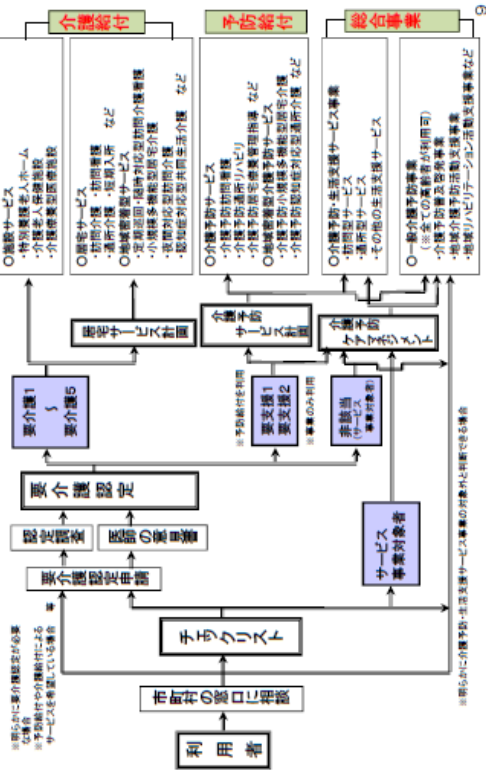 利用者
市町村の窓口に相談
※明らかに要介護認定が必要
な場合
※予防給付や介護給付による
サービスを希望している場合 等
チェックリスト
要介護認定申請
認定調査
医師の意見書
要介護認定
サービス
事業対象者
要介護1
〜
要介護5
※予防給付を利用
要支援1
要支援2
※事業のみ利用
非該当
(サービス
事業対象者)
居宅サービス計画
介護予防
サービス計画
介護予防
ケアマネジメント
○施設サービス
・特別養護老人ホーム
・介護老人保健施設
・介護療養型医療施設
○居宅サービス
・訪問介護 ・訪問看護
・通所介護 ・短期入所 など
○地域密着型サービス
・定期巡回・随時対応型訪問介護看護
・小規模多機能型居宅介護
・夜間対応型訪問介護
・認知症対応型共同生活介護 など
介護給付
○介護予防サービス
・介護予防訪問看護
・介護予防通所リハビリ
・介護予防居宅療養管理指導 など
○地域密着型介護予防サービス
・介護予防小規模多機能型居宅介護
・介護予防認知症対応型通所介護 など
予防給付
○介護予防・生活支援サービス事業
・訪問型サービス
・通所型サービス
・その他の生活支援サービス
○一般介護予防事業
(※全ての高齢者が利用可)
・介護予防普及啓発事業
・地域介護予防活動支援事業
・地域リハビリテーション活動支援事業など
総合事業
※明らかに介護予防・生活支援サービス事業の対象外と判断できる場合
9